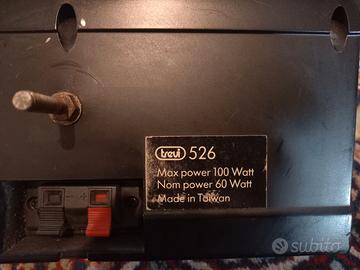 trevi 526
Max power 100 Watt
Nom power 60 Watt
Made in Taiwan
subito